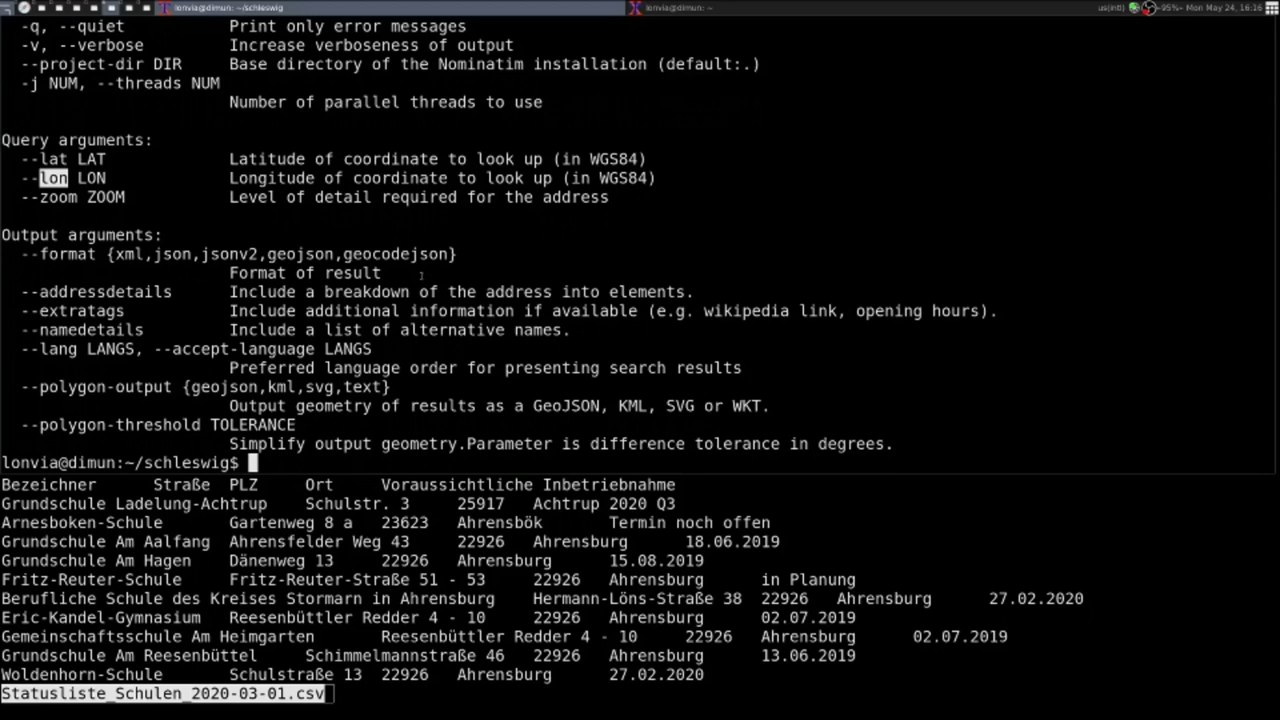 lonvia@dimun: ~/schleswig
lonvia@dimun: ~
us(intl) 95% Mon May 24, 16:16
-q, --quiet Print only error messages
-v, --verbose Increase verboseness of output
--project-dir DIR Base directory of the Nominatim installation (default:.)
-j NUM, --threads NUM
Number of parallel threads to use
Query arguments:
--lat LAT Latitude of coordinate to look up (in WGS84)
--lon LON Longitude of coordinate to look up (in WGS84)
--zoom ZOOM Level of detail required for the address
Output arguments:
--format {xml,json,jsonv2,geojson,geocodejson}
Format of result
--addressdetails Include a breakdown of the address into elements.
--extratags Include additional information if available (e.g. wikipedia link, opening hours).
--namedetails Include a list of alternative names.
--lang LANGS, --accept-language LANGS
Preferred language order for presenting search results
--polygon-output {geojson,kml,svg,text}
Output geometry of results as a GeoJSON, KML, SVG or WKT.
--polygon-threshold TOLERANCE
Simplify output geometry.Parameter is difference tolerance in degrees.
lonvia@dimun:~/schleswig$
Bezeichner Straße PLZ Ort Voraussichtliche Inbetriebnahme
Grundschule Ladelung-Achtrup Schulstr. 3 25917 Achtrup 2020 Q3
Arnesboken-Schule Gartenweg 8 a 23623 Ahrensbök Termin noch offen
Grundschule Am Aalfang Ahrensfelder Weg 43 22926 Ahrensburg 18.06.2019
Grundschule Am Hagen Dänenweg 13 22926 Ahrensburg 15.08.2019
Fritz-Reuter-Schule Fritz-Reuter-Straße 51 - 53 22926 Ahrensburg in Planung
Berufliche Schule des Kreises Stormarn in Ahrensburg Hermann-Löns-Straße 38 22926 Ahrensburg 27.02.2020
Eric-Kandel-Gymnasium Reesenbüttler Redder 4 - 10 22926 Ahrensburg 02.07.2019
Gemeinschaftsschule Am Heimgarten Reesenbüttler Redder 4 - 10 22926 Ahrensburg 02.07.2019
Grundschule Am Reesenbüttel Schimmelmannstraße 46 22926 Ahrensburg 13.06.2019
Woldenhorn-Schule Schulstraße 13 22926 Ahrensburg 27.02.2020
Statusliste_Schulen_2020-03-01.csv